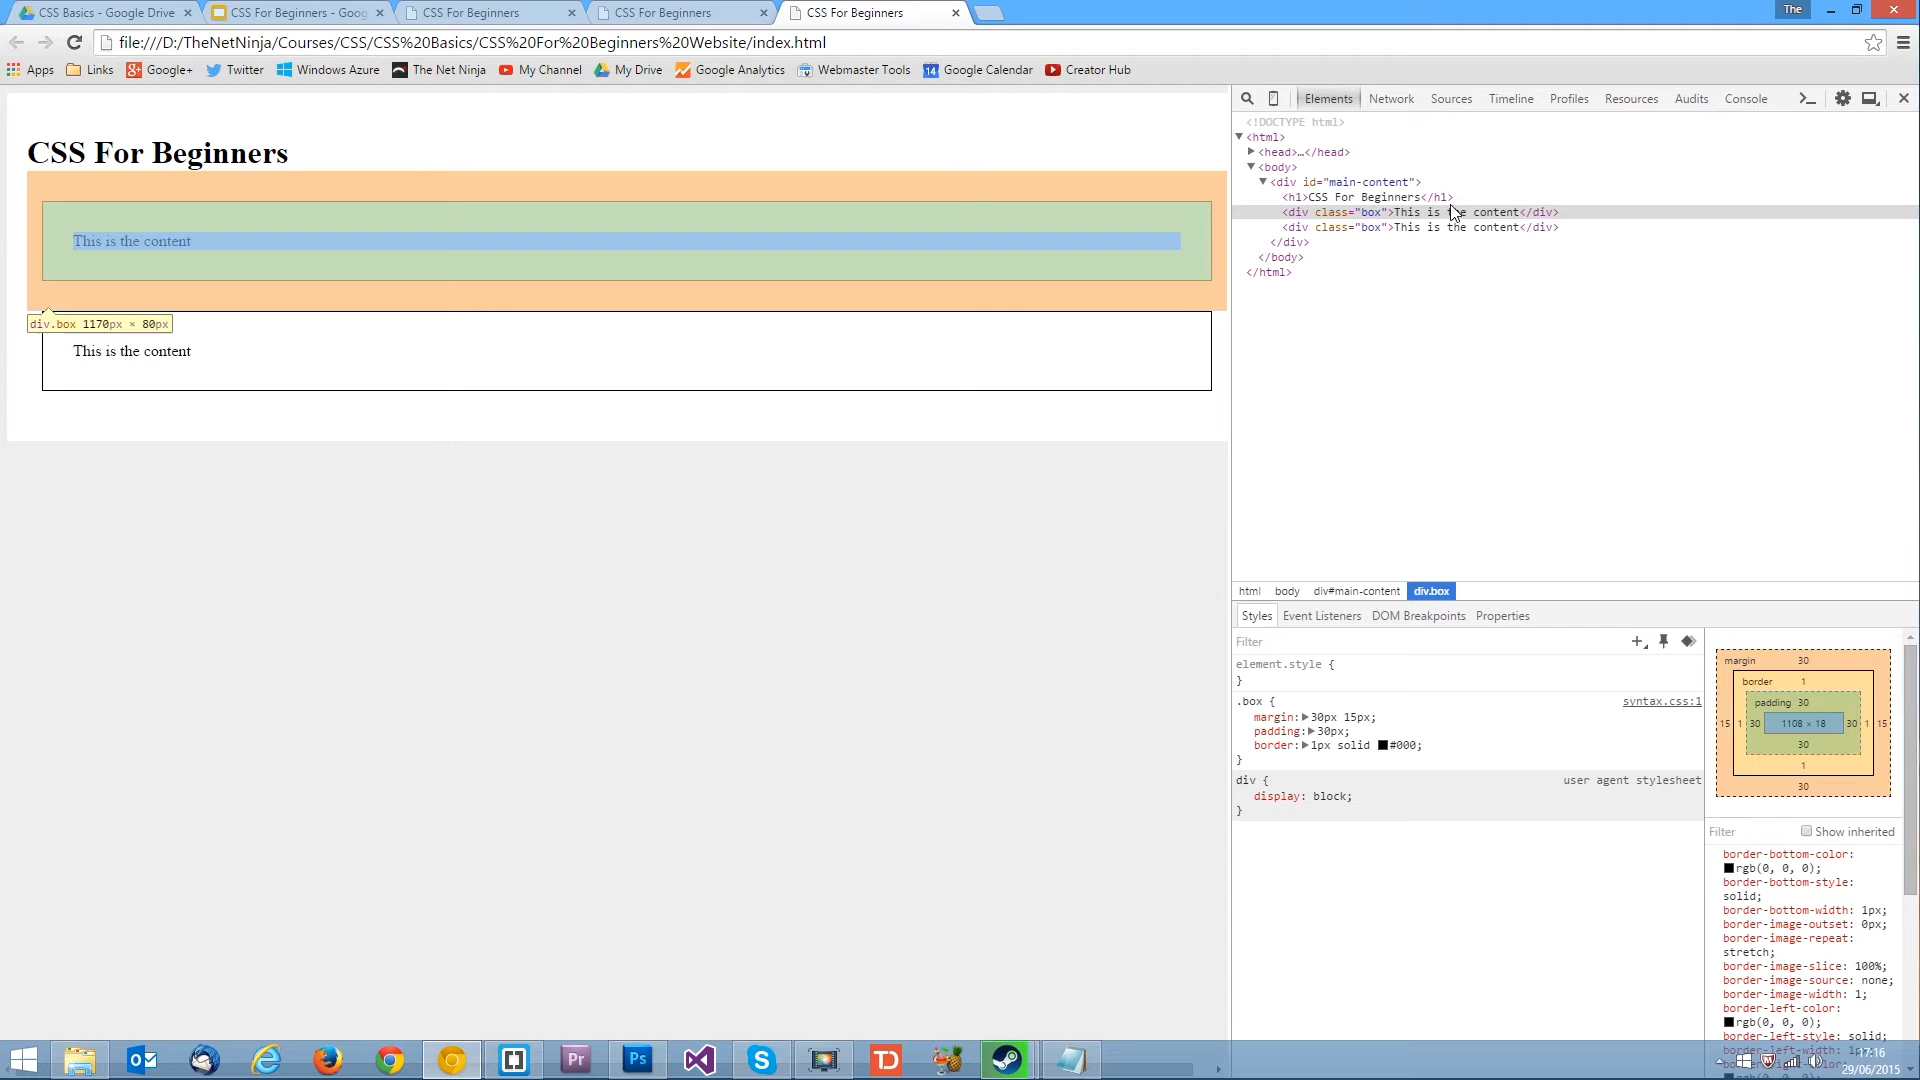 CSS Basics - Google Drive
CSS For Beginners - Goog
CSS For Beginners
CSS For Beginners
CSS For Beginners
The
file:///D:/TheNetNinja/Courses/CSS/CSS%20Basics/CSS%20For%20Beginners%20Website/index.html
Apps
Links
Google+
Twitter
Windows Azure
The Net Ninja
My Channel
My Drive
Google Analytics
Webmaster Tools
14
Google Calendar
Creator Hub
CSS For Beginners
This is the content
div.box 1170px × 80px
This is the content
Elements
Network
Sources
Timeline
Profiles
Resources
Audits
Console
<!DOCTYPE html>
<html>
<head>…</head>
<body>
<div id="main-content">
<h1>CSS For Beginners</h1>
<div class="box">This is the content</div>
<div class="box">This is the content</div>
</div>
</body>
</html>
html
body
div#main-content
div.box
Styles
Event Listeners
DOM Breakpoints
Properties
Filter
element.style {
}
.box {
syntax.css:1
margin: 30px 15px;
padding: 30px;
border: 1px solid #000;
}
div {
user agent stylesheet
display: block;
}
margin 30
border 1
padding 30
15 1 30 1108 × 18 30 1 15
30
1
30
Filter
Show inherited
border-bottom-color:
rgb(0, 0, 0);
border-bottom-style:
solid;
border-bottom-width: 1px;
border-image-outset: 0px;
border-image-repeat:
stretch;
border-image-slice: 100%;
border-image-source: none;
border-image-width: 1;
border-left-color:
rgb(0, 0, 0);
border-left-style: solid;
Pr
Ps
TD
17:16
29/06/2015